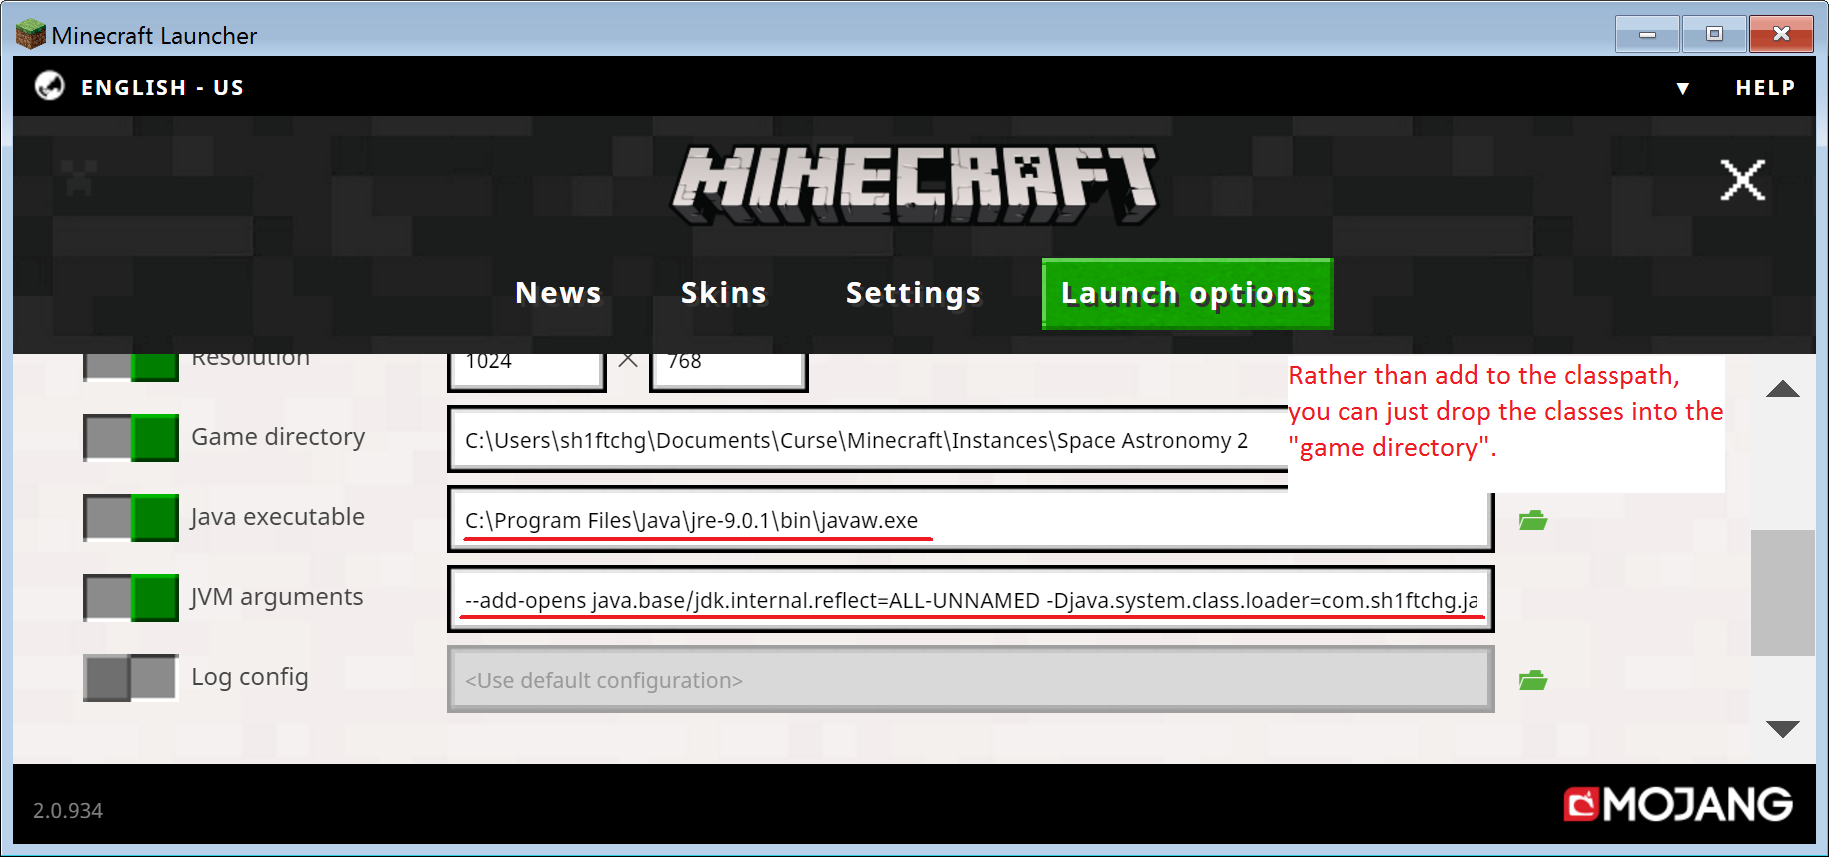 Minecraft Launcher
ENGLISH - US
▼ HELP
MINECRAFT
News Skins Settings Launch options
Resolution 1024 × 768
Rather than add to the classpath,
you can just drop the classes into the
"game directory".
Game directory C:\Users\sh1ftchg\Documents\Curse\Minecraft\Instances\Space Astronomy 2
Java executable C:\Program Files\Java\jre-9.0.1\bin\javaw.exe
JVM arguments --add-opens java.base/jdk.internal.reflect=ALL-UNNAMED -Djava.system.class.loader=com.sh1ftchg.ja
Log config <Use default configuration>
2.0.934
MOJANG